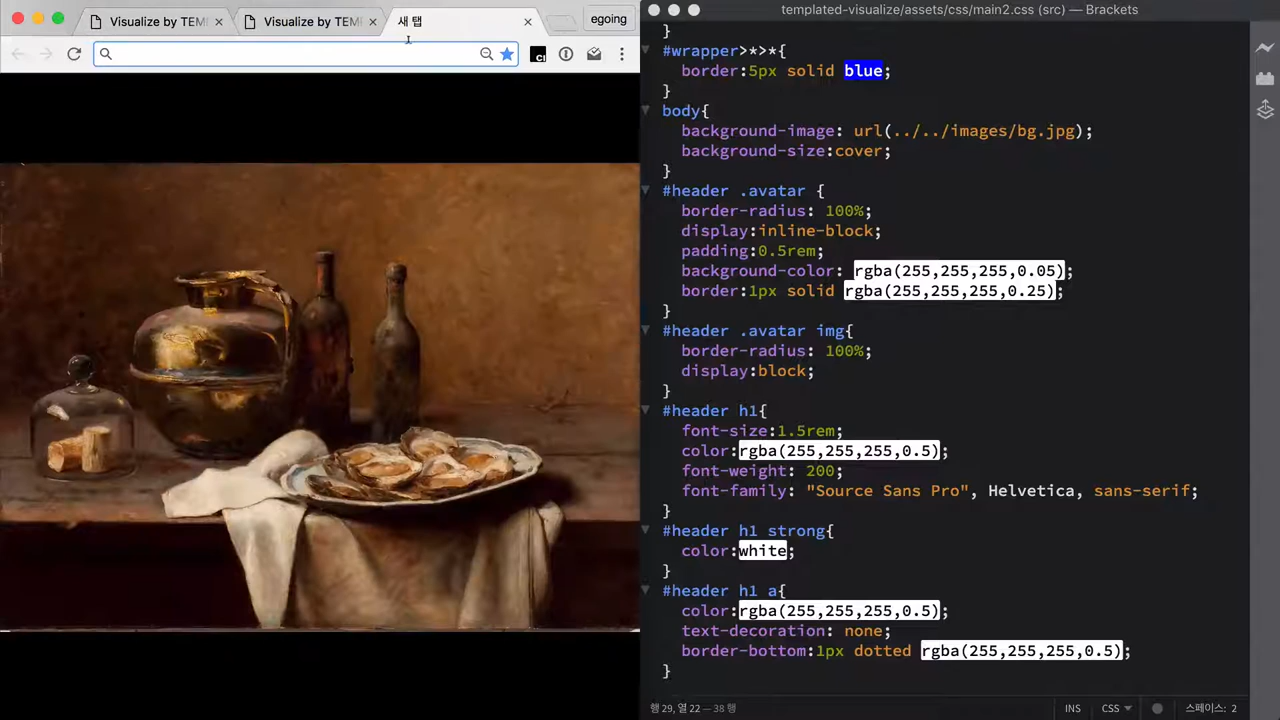 Visualize by TEM
Visualize by TEM
새 탭
egoing
templated-visualize/assets/css/main2.css (src) — Brackets
}
#wrapper>*>*{
border:5px solid blue;
}
body{
background-image: url(../../images/bg.jpg);
background-size:cover;
}
#header .avatar {
border-radius: 100%;
display:inline-block;
padding:0.5rem;
background-color: rgba(255,255,255,0.05);
border:1px solid rgba(255,255,255,0.25);
}
#header .avatar img{
border-radius: 100%;
display:block;
}
#header h1{
font-size:1.5rem;
color:rgba(255,255,255,0.5);
font-weight: 200;
font-family: "Source Sans Pro", Helvetica, sans-serif;
}
#header h1 strong{
color:white;
}
#header h1 a{
color:rgba(255,255,255,0.5);
text-decoration: none;
border-bottom:1px dotted rgba(255,255,255,0.5);
}
행 29, 열 22 — 38 행
INS
CSS
스페이스: 2